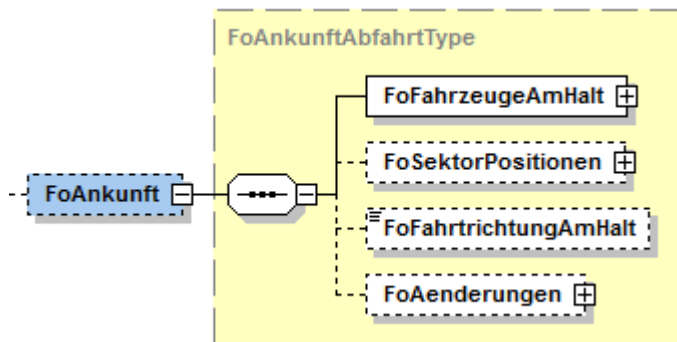 FoAnkunftAbfahrtType
FoFahrzeugeAmHalt
FoSektorPositionen
FoAnkunft
FoFahrtrichtungAmHalt
FoAenderungen